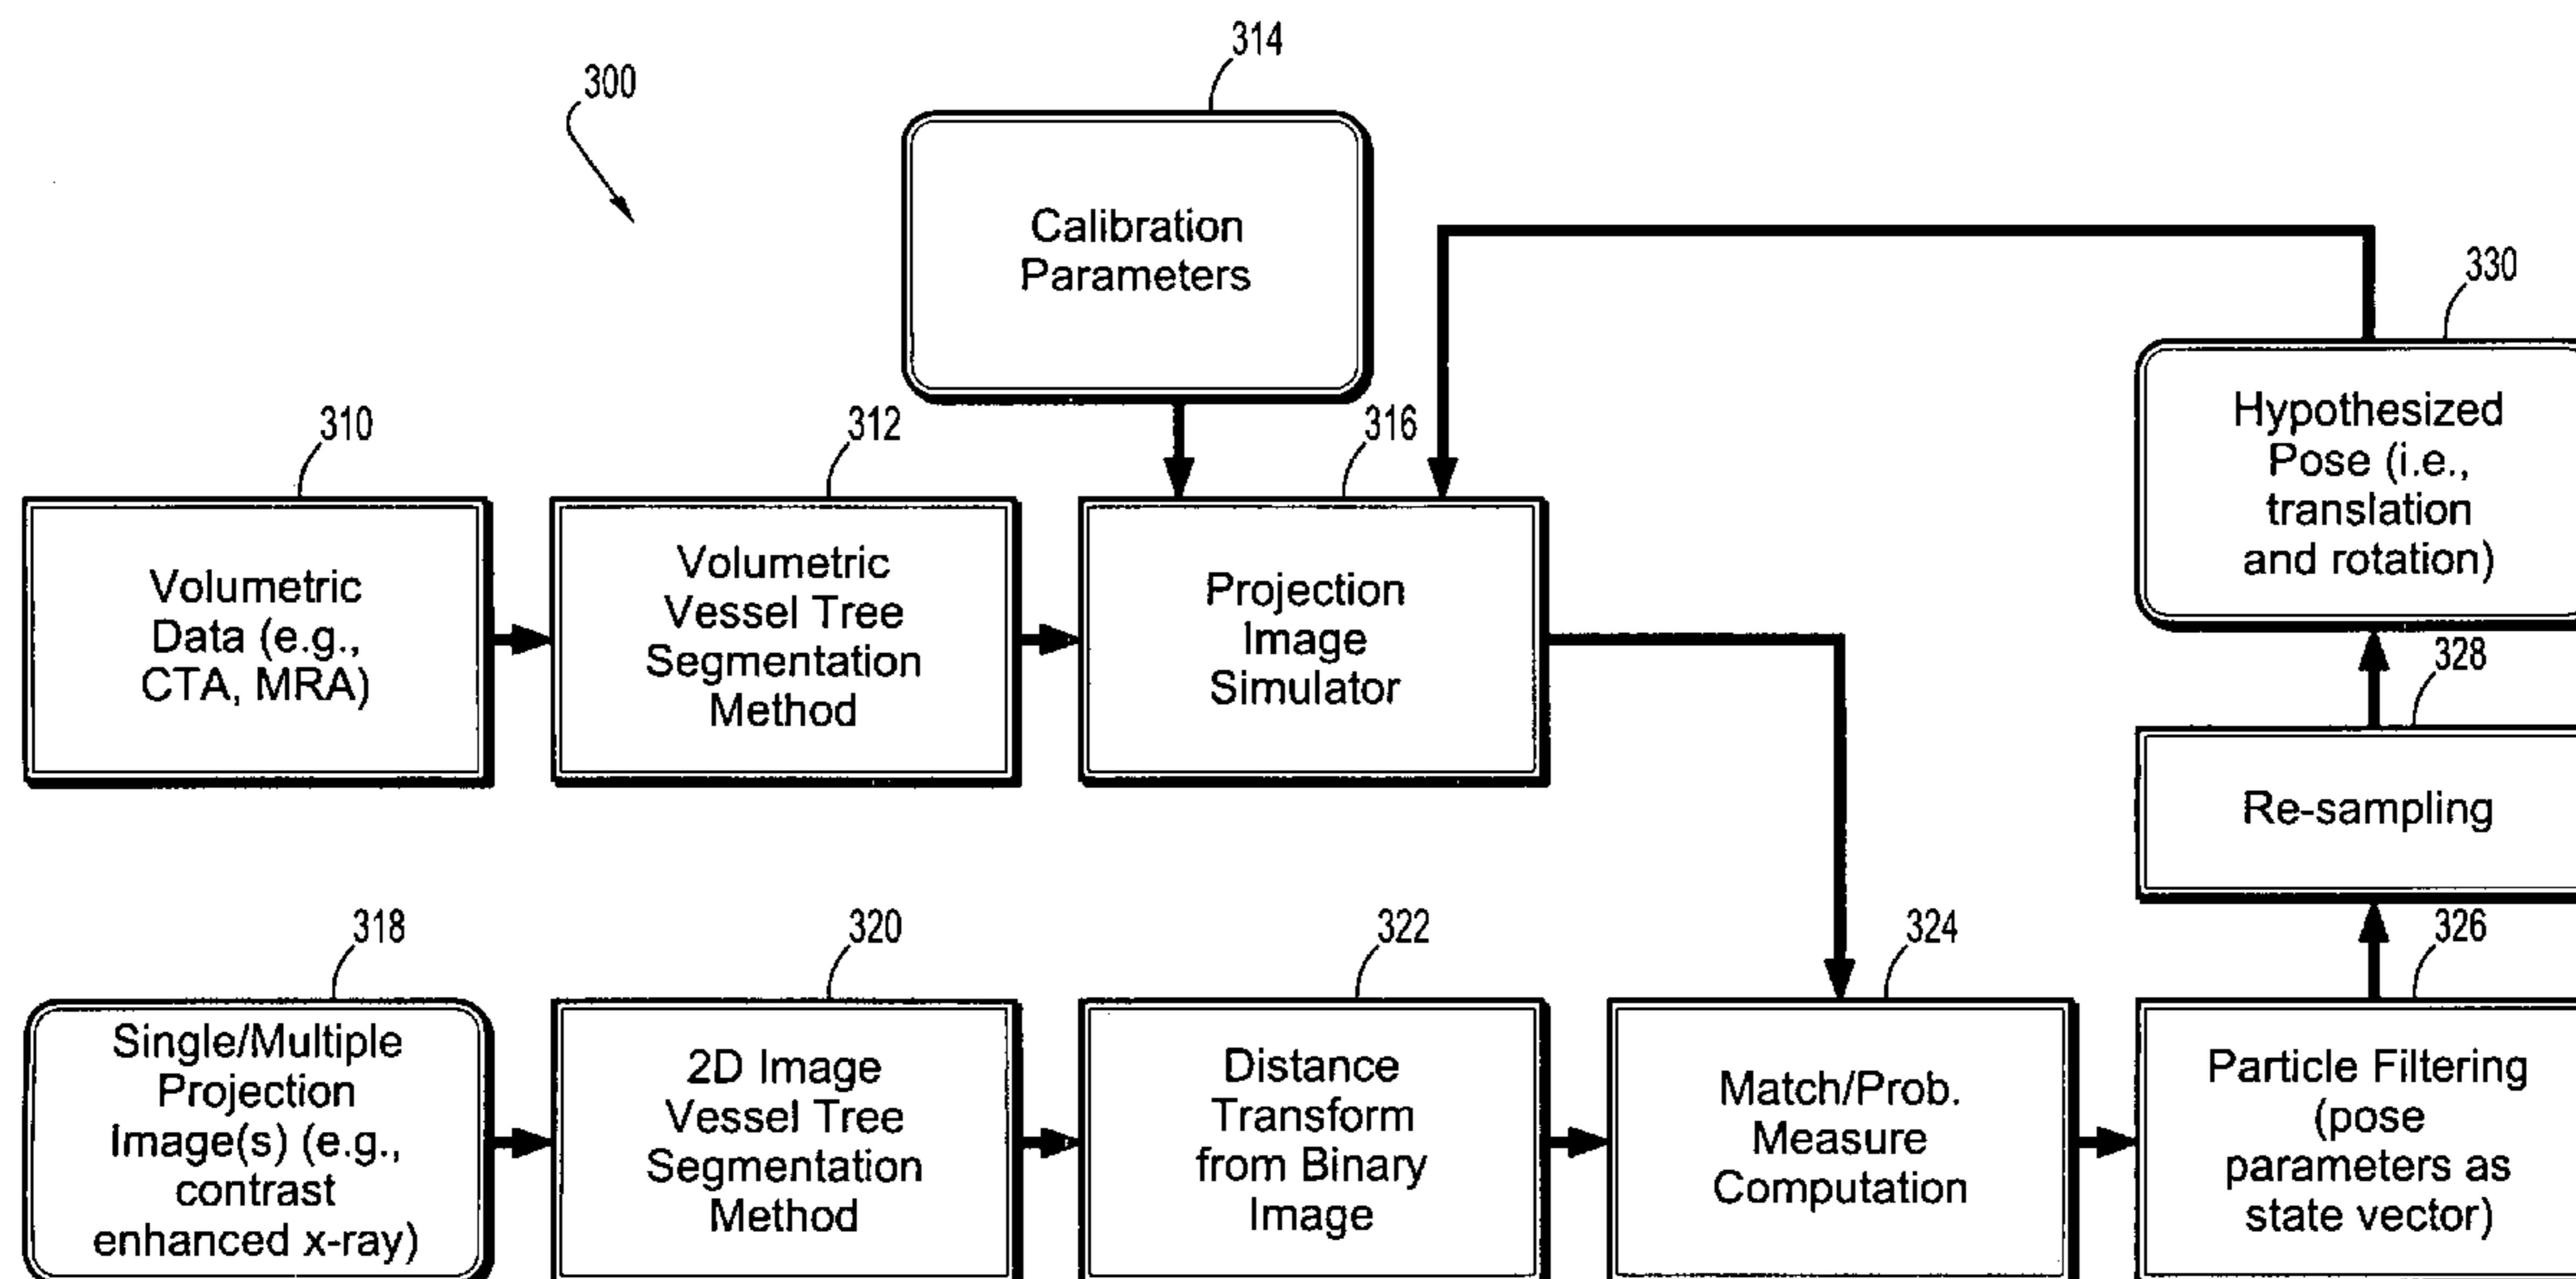 314
300
Calibration
Parameters
330
Hypothesized
Pose (i.e.,
translation
and rotation)
310
312
316
Volumetric
Data (e.g.,
CTA, MRA)
Volumetric
Vessel Tree
Segmentation
Method
Projection
Image
Simulator
328
Re-sampling
318
320
322
324
326
Single/Multiple
Projection
Image(s) (e.g.,
contrast
enhanced x-ray)
2D Image
Vessel Tree
Segmentation
Method
Distance
Transform
from Binary
Image
Match/Prob.
Measure
Computation
Particle Filtering
(pose
parameters as
state vector)